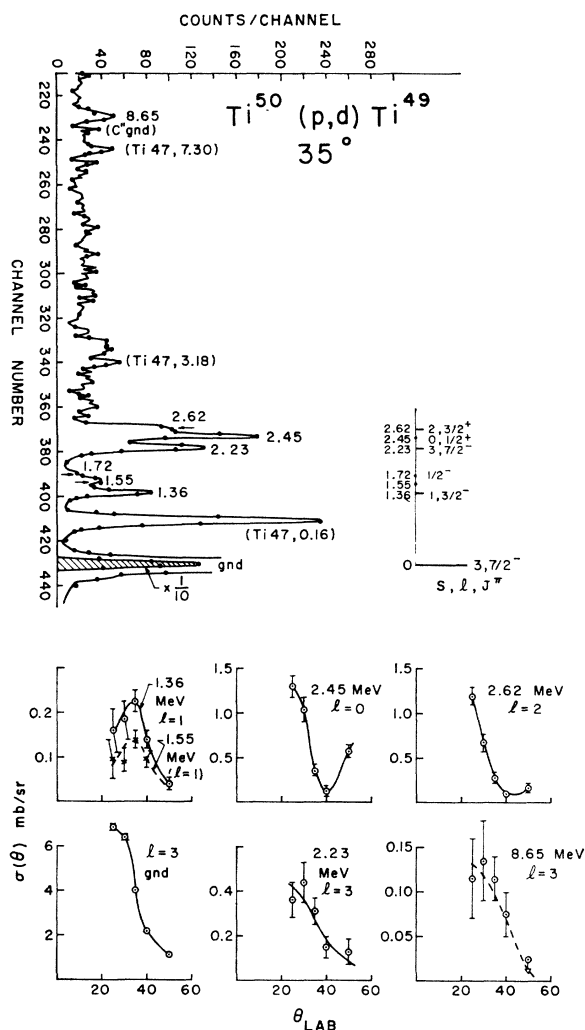 COUNTS/CHANNEL
0 40 80 120 160 200 240 280
Ti⁵⁰ (p,d) Ti⁴⁹
35°
CHANNEL NUMBER
220
240
260
280
300
320
340
360
380
400
420
440
8.65
(C" gnd)
(Ti 47, 7.30)
(Ti 47, 3.18)
2.62
2.45
2.23
1.72
1.55
1.36
(Ti 47, 0.16)
gnd
× 1/10
2.62 2, 3/2⁺
2.45 0, 1/2⁺
2.23 3, 7/2⁻
1.72 1/2⁻
1.55
1.36 1, 3/2⁻
0 3, 7/2⁻
S, ℓ, Jπ
σ(θ) mb/sr
0.2
0.1
1.36
MeV
ℓ=1
1.55
MeV
(ℓ=1)
1.5
1.0
0.5
0
2.45 MeV
ℓ=0
1.5
1.0
0.5
0
2.62 MeV
ℓ=2
6
4
2
0
ℓ=3
gnd
20 40 60
0.4
0.2
2.23
MeV
ℓ=3
20 40 60
0.15
0.10
0.05
8.65 MeV
ℓ=3
20 40 60
θLAB